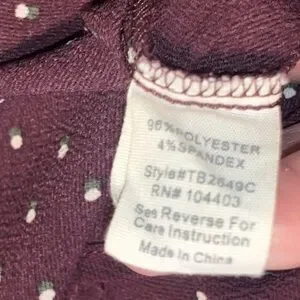 96% POLYESTER
4% SPANDEX
Style#TB2649C
RN# 104403
See Reverse For
Care Instruction
Made In China